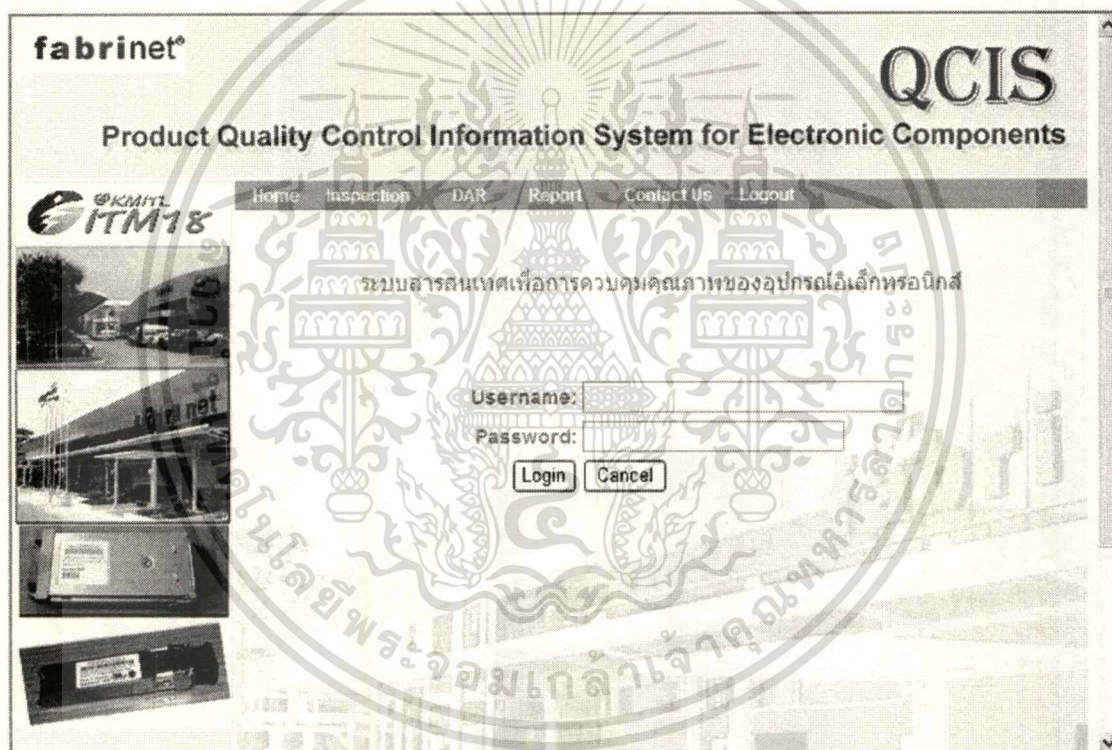 fabrinet®
QCIS
Product Quality Control Information System for Electronic Components
@KMITL
ITM18
Home Inspection DAR Report Contact Us Logout
ระบบสารสนเทศเพื่อการควบคุมคุณภาพของอุปกรณ์อิเล็กทรอนิกส์
Username:
Password:
Login Cancel